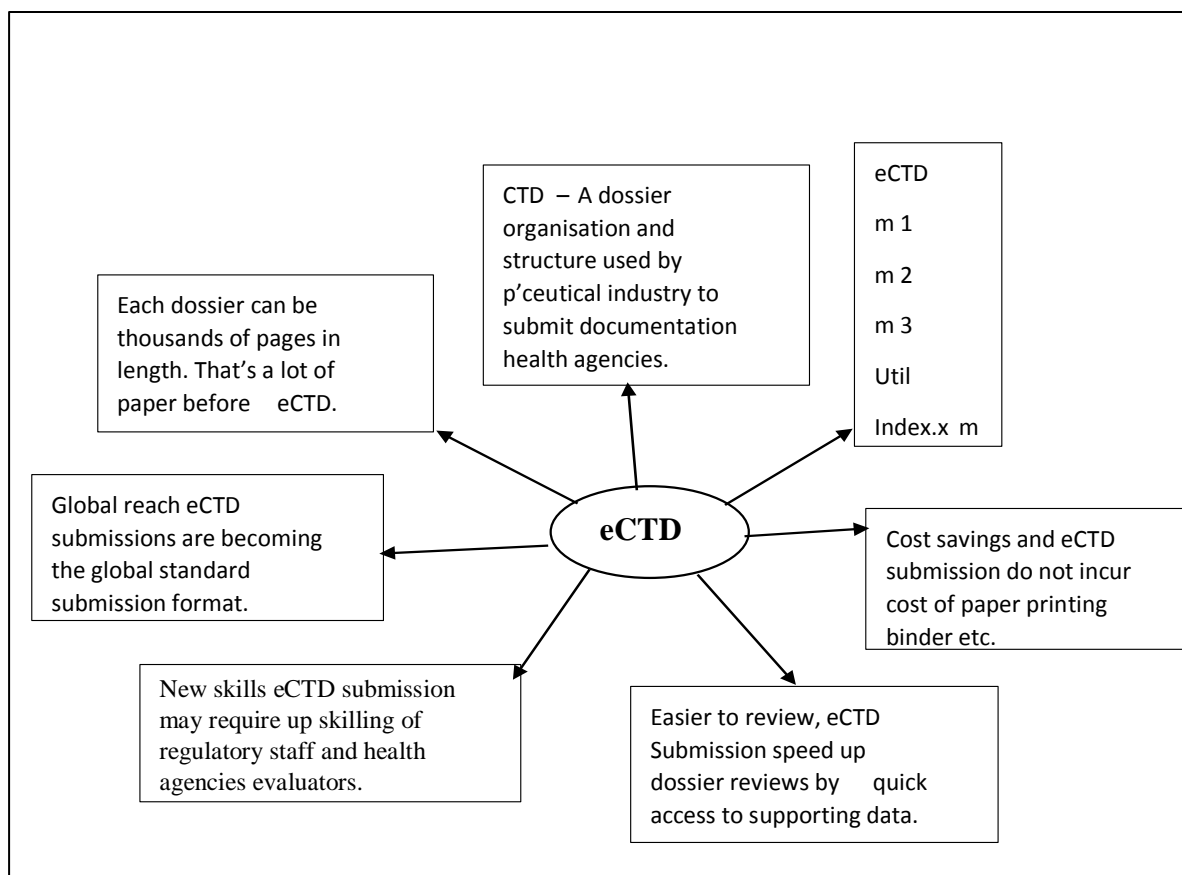 CTD – A dossier
organisation and
structure used by
p'ceutical industry to
submit documentation
health agencies.
eCTD
m 1
m 2
m 3
Util
Index.x m
Each dossier can be
thousands of pages in
length. That's a lot of
paper before eCTD.
Global reach eCTD
submissions are becoming
the global standard
submission format.
eCTD
Cost savings and eCTD
submission do not incur
cost of paper printing
binder etc.
New skills eCTD submission
may require up skilling of
regulatory staff and health
agencies evaluators.
Easier to review, eCTD
Submission speed up
dossier reviews by quick
access to supporting data.